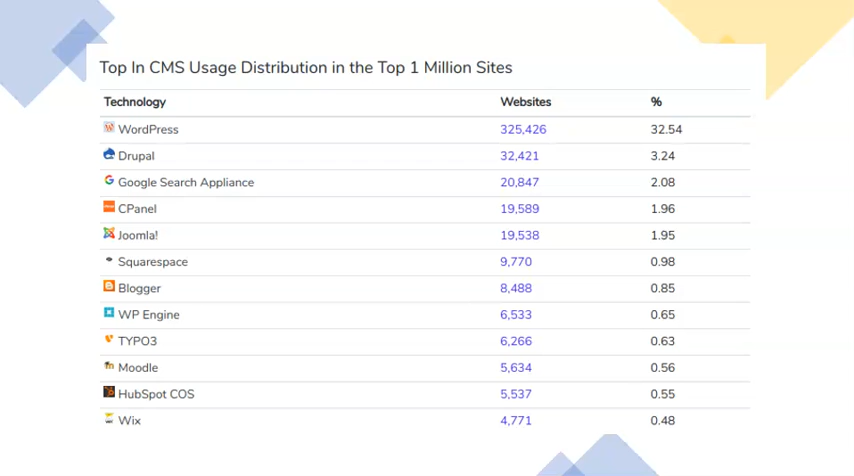 Top In CMS Usage Distribution in the Top 1 Million Sites
Technology Websites %
WordPress 325,426 32.54
Drupal 32,421 3.24
Google Search Appliance 20,847 2.08
CPanel 19,589 1.96
Joomla! 19,538 1.95
Squarespace 9,770 0.98
Blogger 8,488 0.85
WP Engine 6,533 0.65
TYPO3 6,266 0.63
Moodle 5,634 0.56
HubSpot COS 5,537 0.55
Wix 4,771 0.48